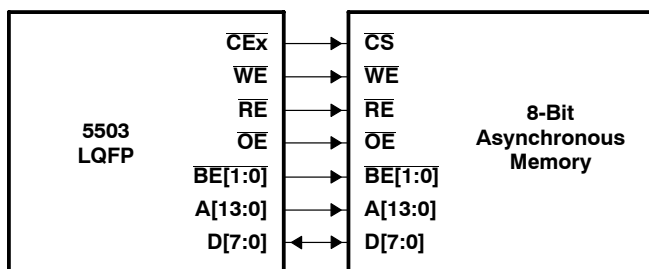 CEx CS
WE WE
RE RE
5503
LQFP
OE OE
8-Bit
Asynchronous
Memory
BE[1:0] BE[1:0]
A[13:0] A[13:0]
D[7:0] D[7:0]